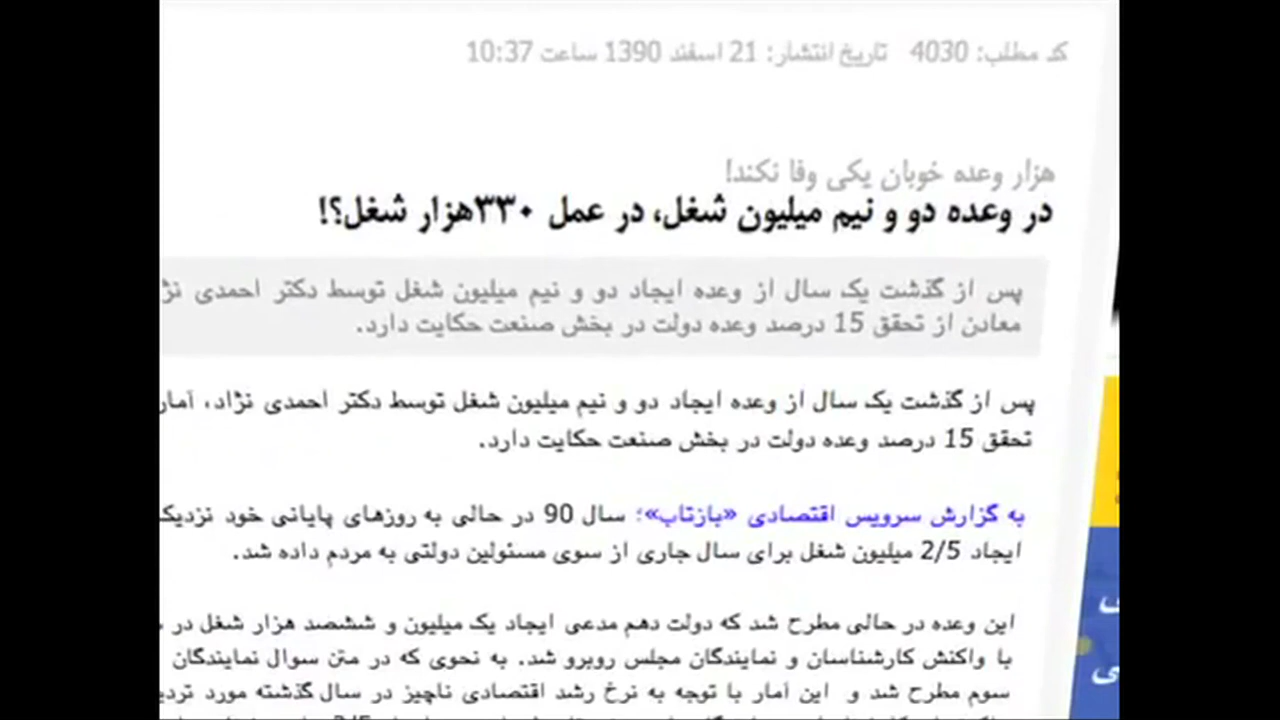 کد مطلب: 4030 تاریخ انتشار: 21 اسفند 1390 ساعت 10:37
هزار وعده خوبان یکی وفا نکند!
در وعده دو و نیم میلیون شغل، در عمل ۳۳۰هزار شغل؟!
پس از گذشت یک سال از وعده ایجاد دو و نیم میلیون شغل توسط دکتر احمدی
معادن از تحقق 15 درصد وعده دولت در بخش صنعت حکایت دارد.
پس از گذشت یک سال از وعده ایجاد دو و نیم میلیون شغل توسط دکتر احمدی نژاد،
تحقق 15 درصد وعده دولت در بخش صنعت حکایت دارد.
به گزارش سرویس اقتصادی «بازتاب»؛ سال 90 در حالی به روزهای پایانی خود نزدیک
ایجاد 2/5 میلیون شغل برای سال جاری از سوی مسئولین دولتی به مردم داده شد.
این وعده در حالی مطرح شد که دولت دهم مدعی ایجاد یک میلیون و ششصد هزار شغل در
با واکنش کارشناسان و نمایندگان مجلس روبرو شد. به نحوی که در متن سوال نمایندگان
سوم مطرح شد و این آمار با توجه به نرخ رشد اقتصادی ناچیز در سال گذشته مورد